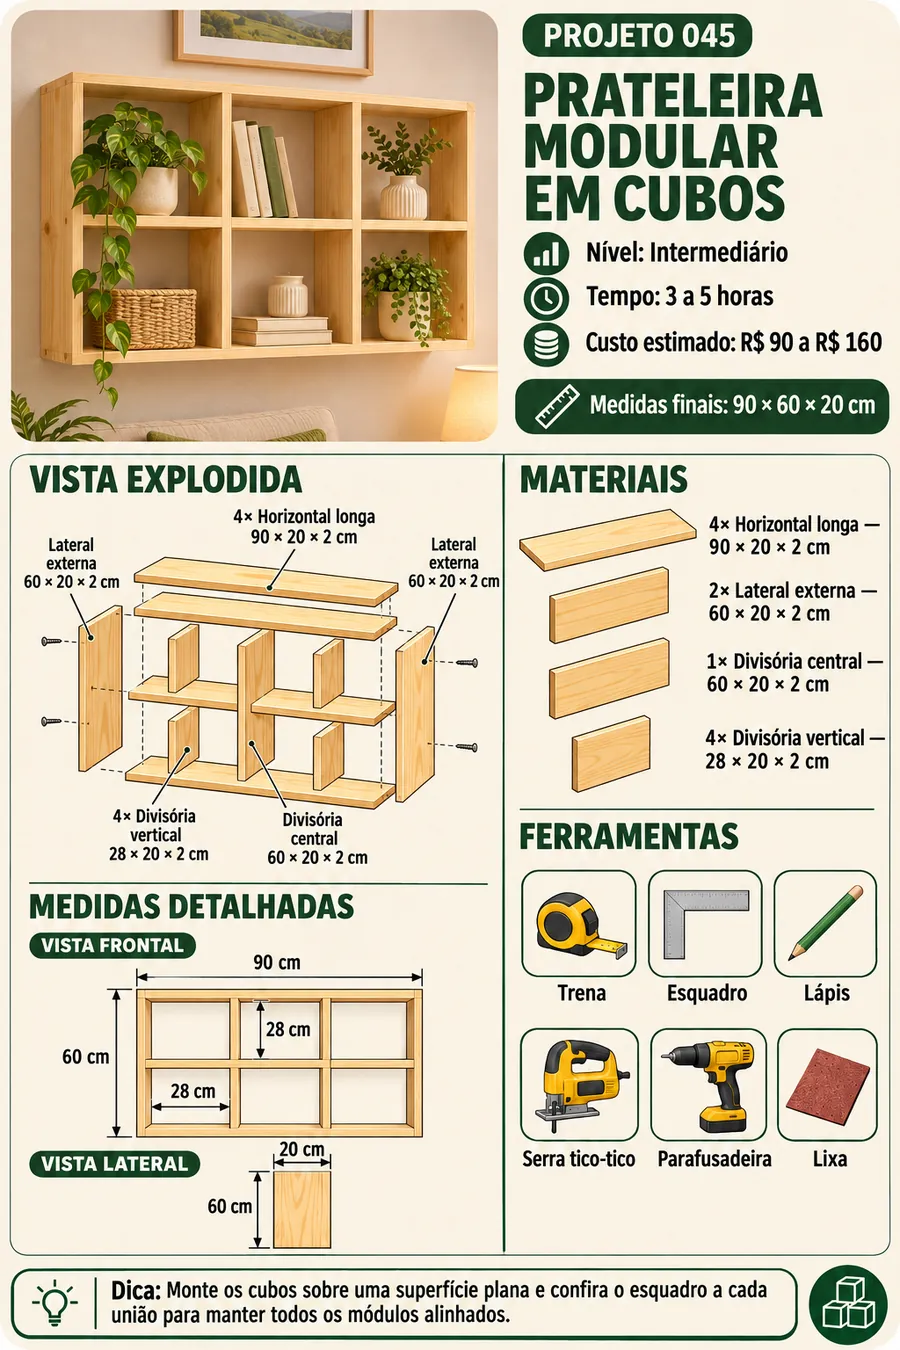 PROJETO 045
PRATELEIRA
MODULAR
EM CUBOS
Nível: Intermediário
Tempo: 3 a 5 horas
Custo estimado: R$ 90 a R$ 160
Medidas finais: 90 × 60 × 20 cm
VISTA EXPLODIDA
4× Horizontal longa
90 × 20 × 2 cm
Lateral
externa
60 × 20 × 2 cm
Lateral
externa
60 × 20 × 2 cm
4× Divisória
vertical
28 × 20 × 2 cm
Divisória
central
60 × 20 × 2 cm
MATERIAIS
4× Horizontal longa —
90 × 20 × 2 cm
2× Lateral externa —
60 × 20 × 2 cm
1× Divisória central —
60 × 20 × 2 cm
4× Divisória vertical —
28 × 20 × 2 cm
MEDIDAS DETALHADAS
VISTA FRONTAL
90 cm
60 cm
28 cm
28 cm
VISTA LATERAL
20 cm
60 cm
FERRAMENTAS
Trena
Esquadro
Lápis
Serra tico-tico
Parafusadeira
Lixa
Dica: Monte os cubos sobre uma superfície plana e confira o esquadro a cada
união para manter todos os módulos alinhados.